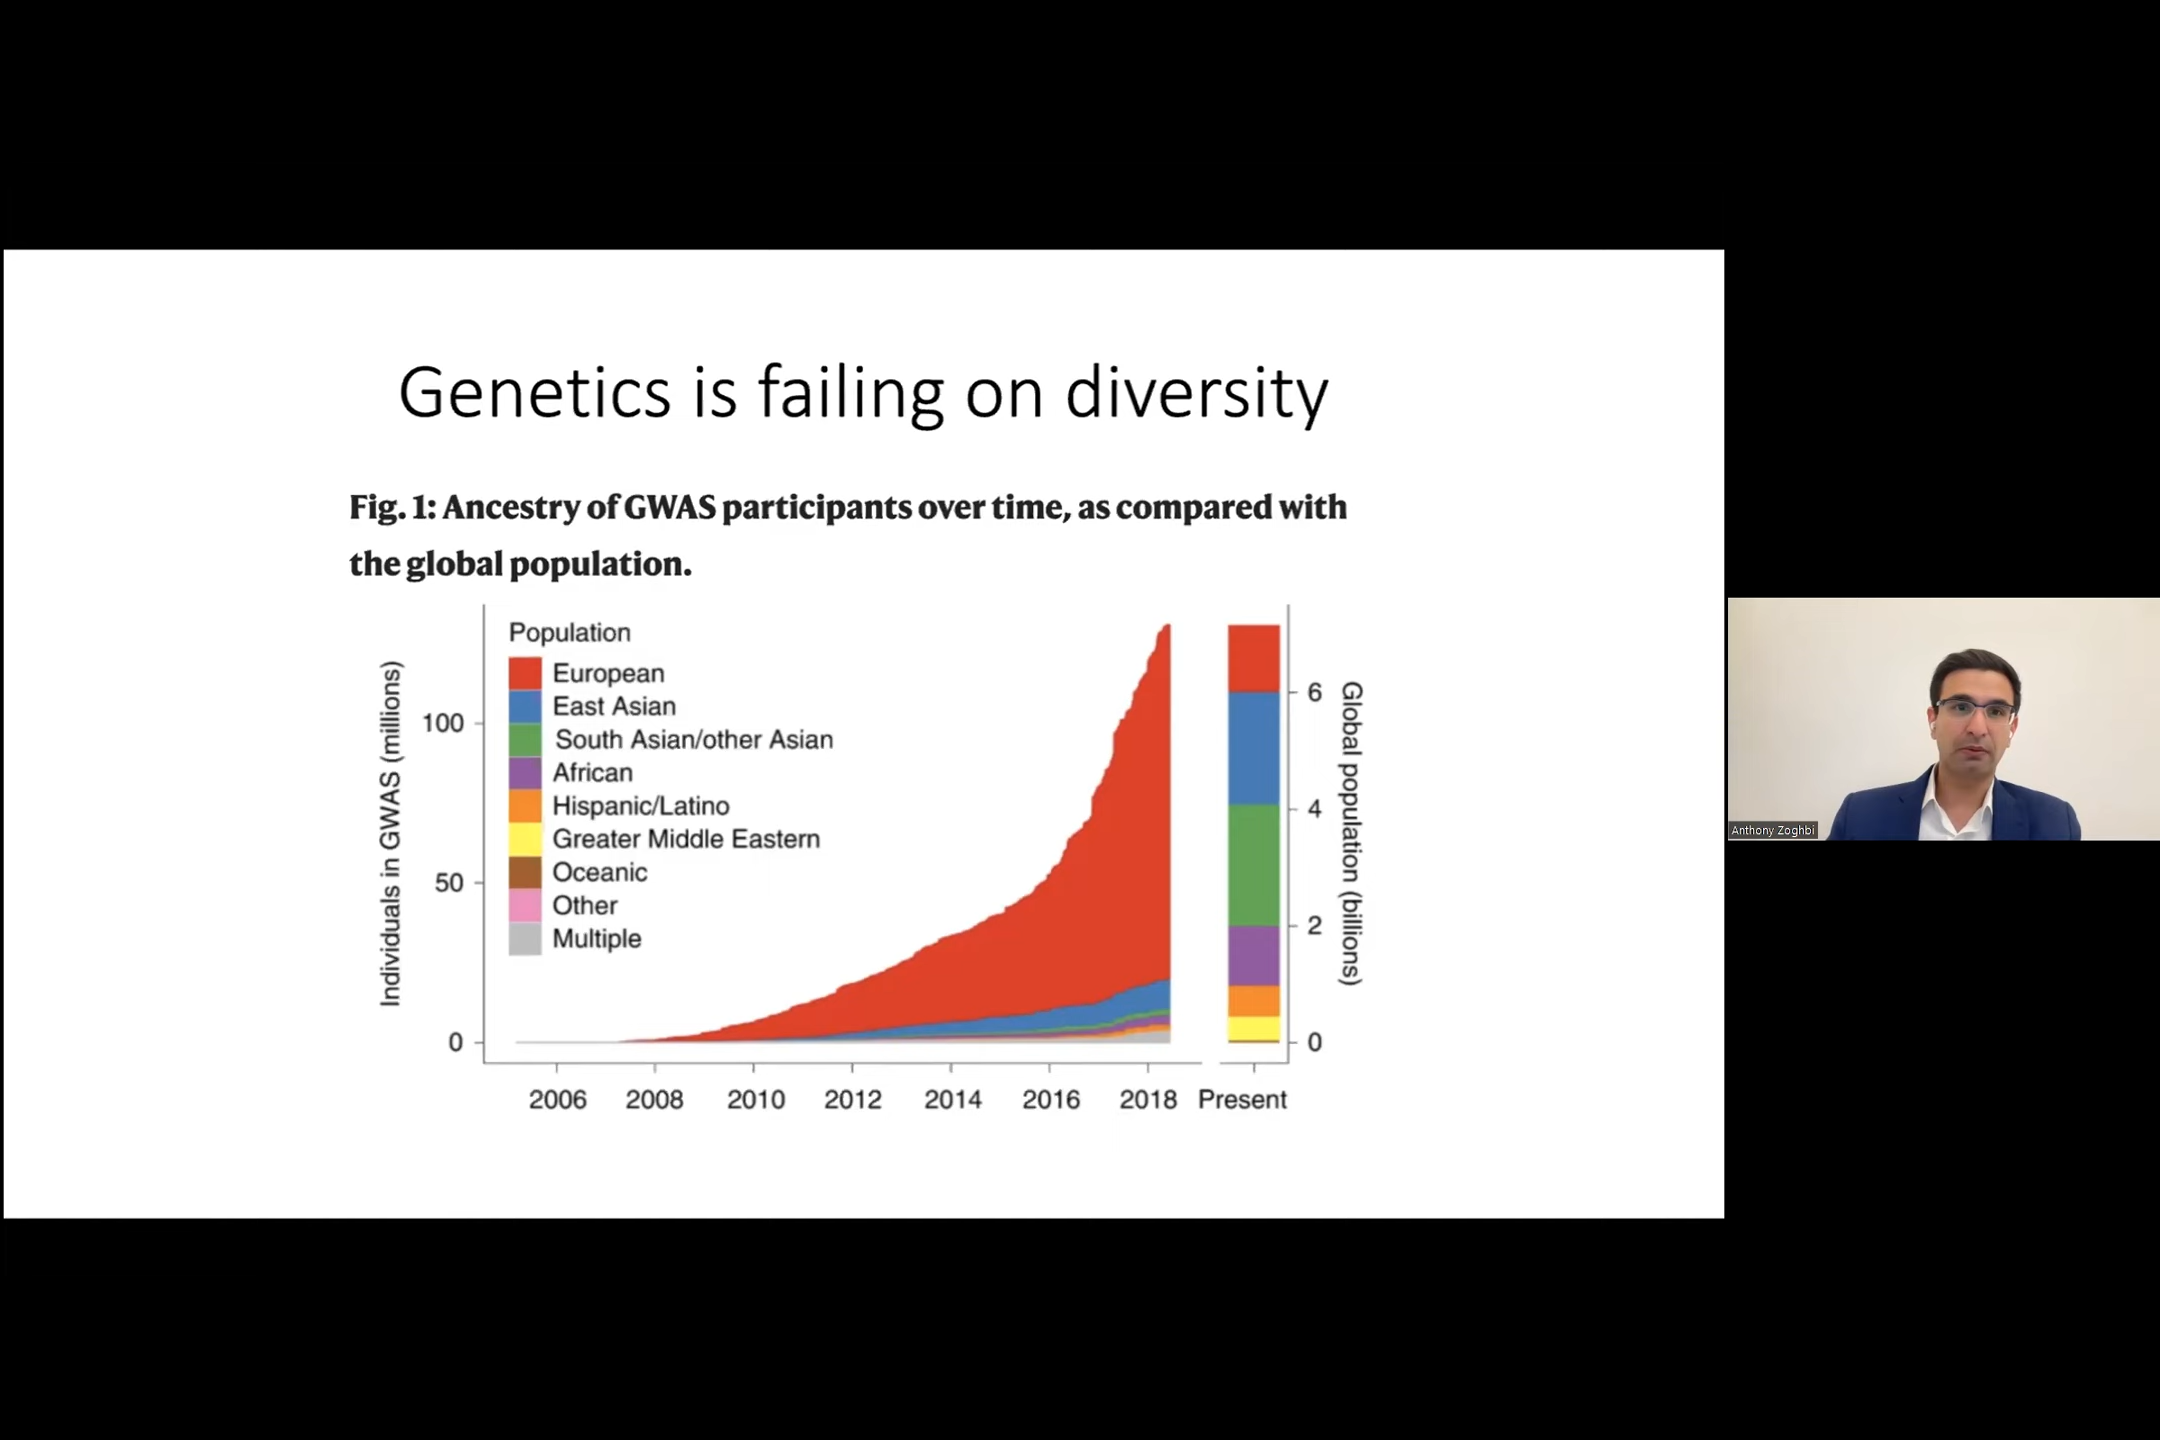 Genetics is failing on diversity
Fig. 1: Ancestry of GWAS participants over time, as compared with
the global population.
Population
European
East Asian
South Asian/other Asian
African
Hispanic/Latino
Greater Middle Eastern
Oceanic
Other
Multiple
Individuals in GWAS (millions)
100
50
0
2006 2008 2010 2012 2014 2016 2018 Present
6
4
2
0
Global population (billions)
Anthony Zoghbi